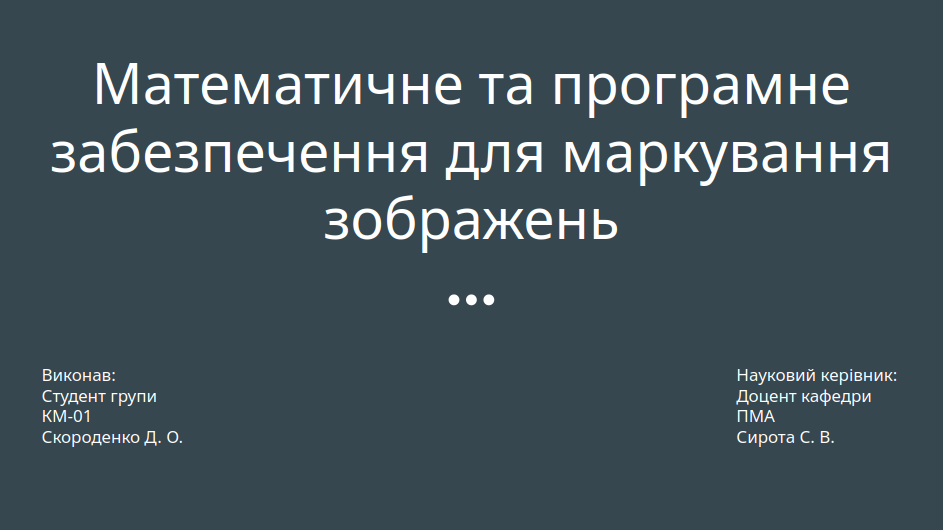 Математичне та програмне
забезпечення для маркування
зображень
Виконав:
Студент групи
КМ-01
Скороденко Д. О.
Науковий керівник:
Доцент кафедри
ПМА
Сирота С. В.